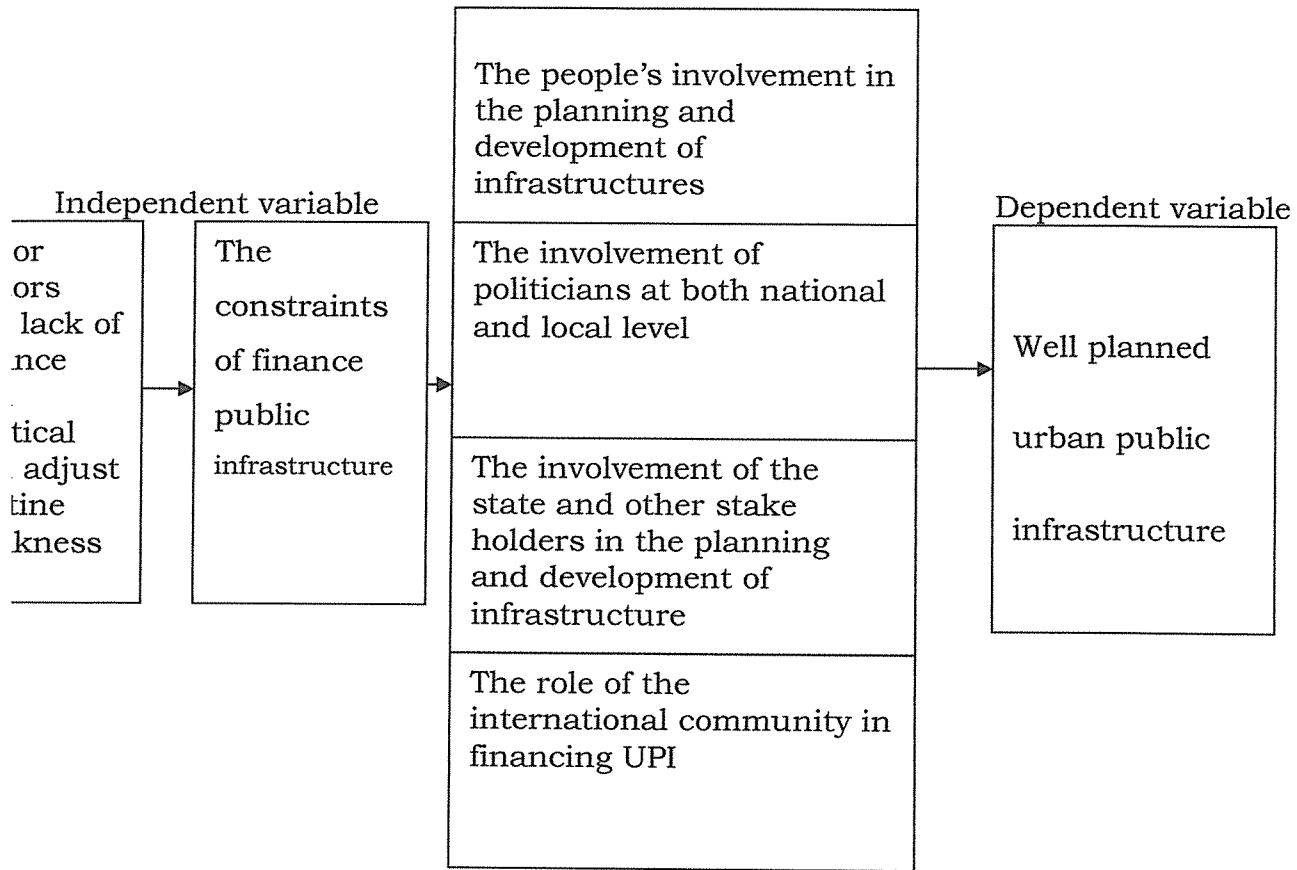 Independent variable
or
ors
lack of
nce
tical
adjust
tine
kness
The
constraints
of finance
public
infrastructure
The people's involvement in
the planning and
development of
infrastructures
The involvement of
politicians at both national
and local level
The involvement of the
state and other stake
holders in the planning
and development of
infrastructure
The role of the
international community in
financing UPI
Dependent variable
Well planned
urban public
infrastructure